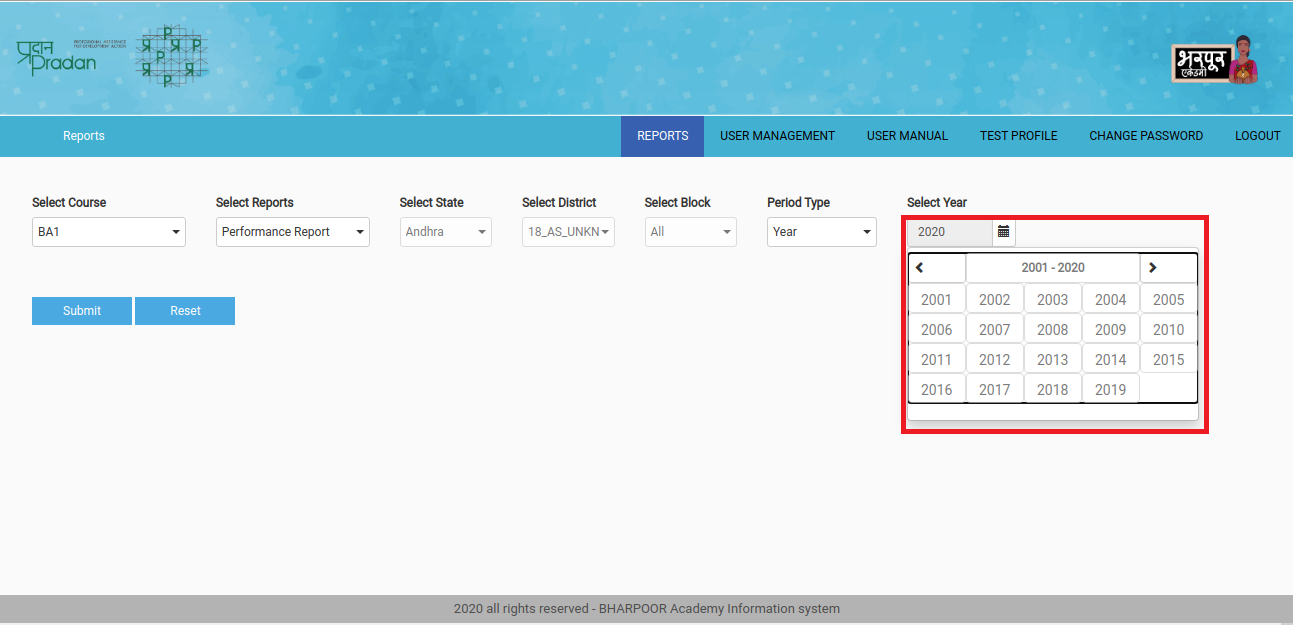 प्रदान
PROFESSIONAL ASSISTANCE
FOR DEVELOPMENT ACTION
Pradan
भरपूर
एकेडमी
Reports
REPORTS
USER MANAGEMENT
USER MANUAL
TEST PROFILE
CHANGE PASSWORD
LOGOUT
Select Course
Select Reports
Select State
Select District
Select Block
Period Type
Select Year
BA1
Performance Report
Andhra
18_AS_UNKN
All
Year
2020
2001 - 2020
2001 2002 2003 2004 2005
2006 2007 2008 2009 2010
2011 2012 2013 2014 2015
2016 2017 2018 2019
Submit
Reset
2020 all rights reserved - BHARPOOR Academy Information system